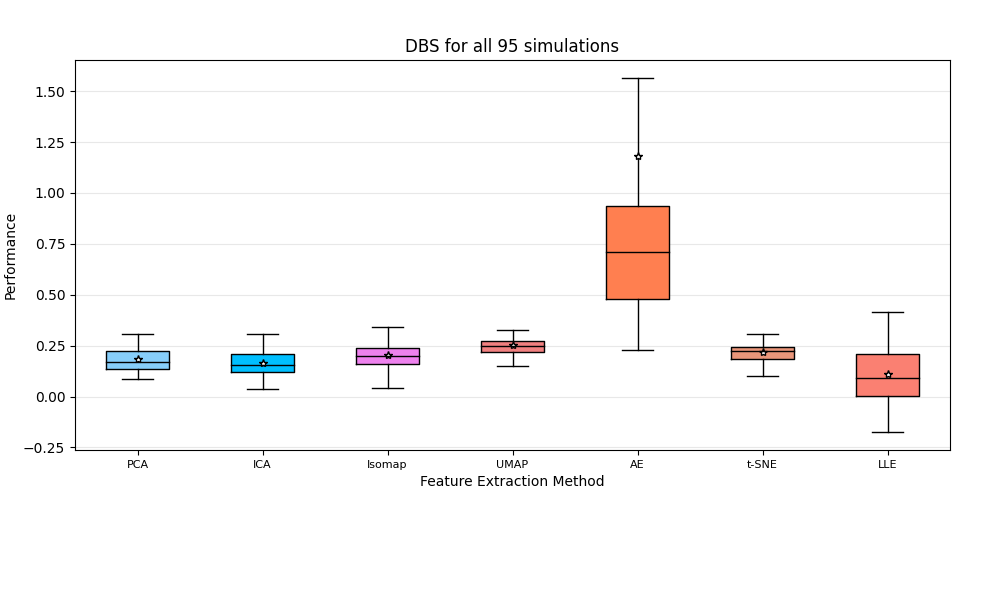 DBS for all 95 simulations
Performance
1.50
1.25
1.00
0.75
0.50
0.25
0.00
−0.25
PCA ICA Isomap UMAP AE t-SNE LLE
Feature Extraction Method